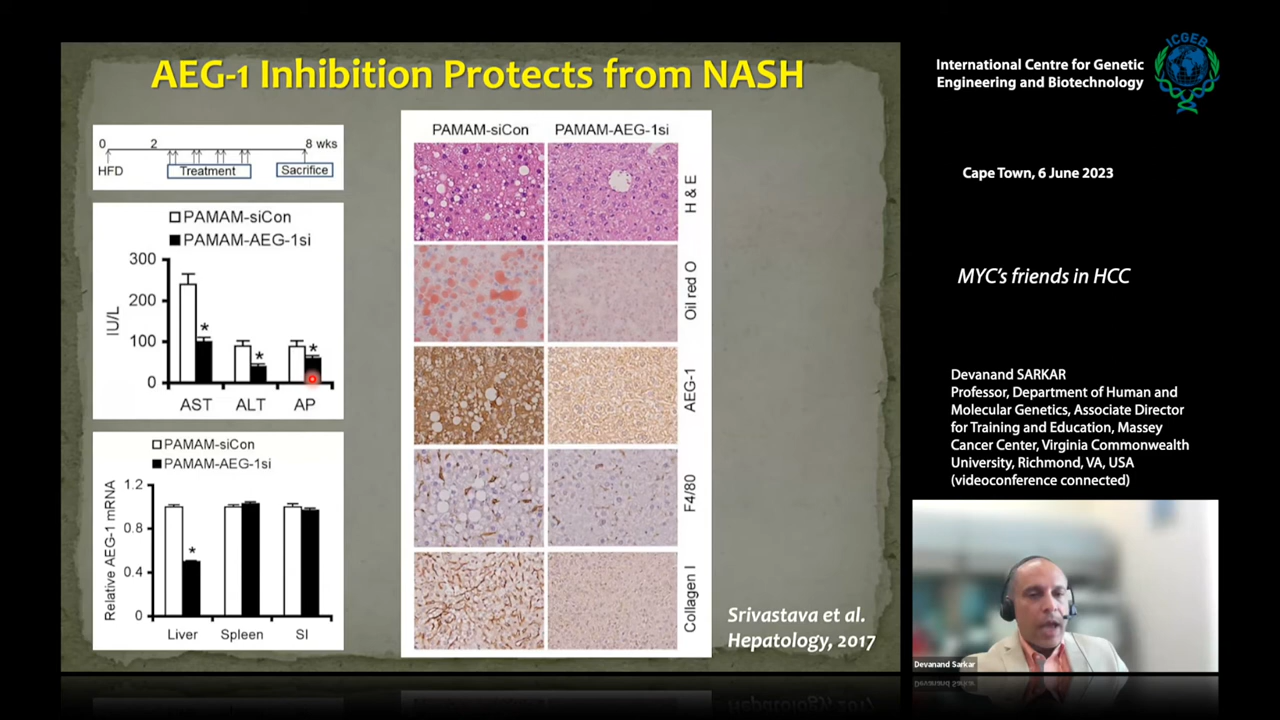 AEG-1 Inhibition Protects from NASH
0 2 8 wks
HFD Treatment Sacrifice
PAMAM-siCon
PAMAM-AEG-1si
300
200
100
0
IU/L
AST ALT AP
* * *
PAMAM-siCon
PAMAM-AEG-1si
1.2
0.8
0.4
0
Relative AEG-1 mRNA
*
Liver Spleen SI
PAMAM-siCon PAMAM-AEG-1si
H & E
Oil red O
AEG-1
F4/80
Collagen I
Srivastava et al.
Hepatology, 2017
International Centre for Genetic
Engineering and Biotechnology
ICGEB
Cape Town, 6 June 2023
MYC's friends in HCC
Devanand SARKAR
Professor, Department of Human and
Molecular Genetics, Associate Director
for Training and Education, Massey
Cancer Center, Virginia Commonwealth
University, Richmond, VA, USA
(videoconference connected)
Devanand Sarkar